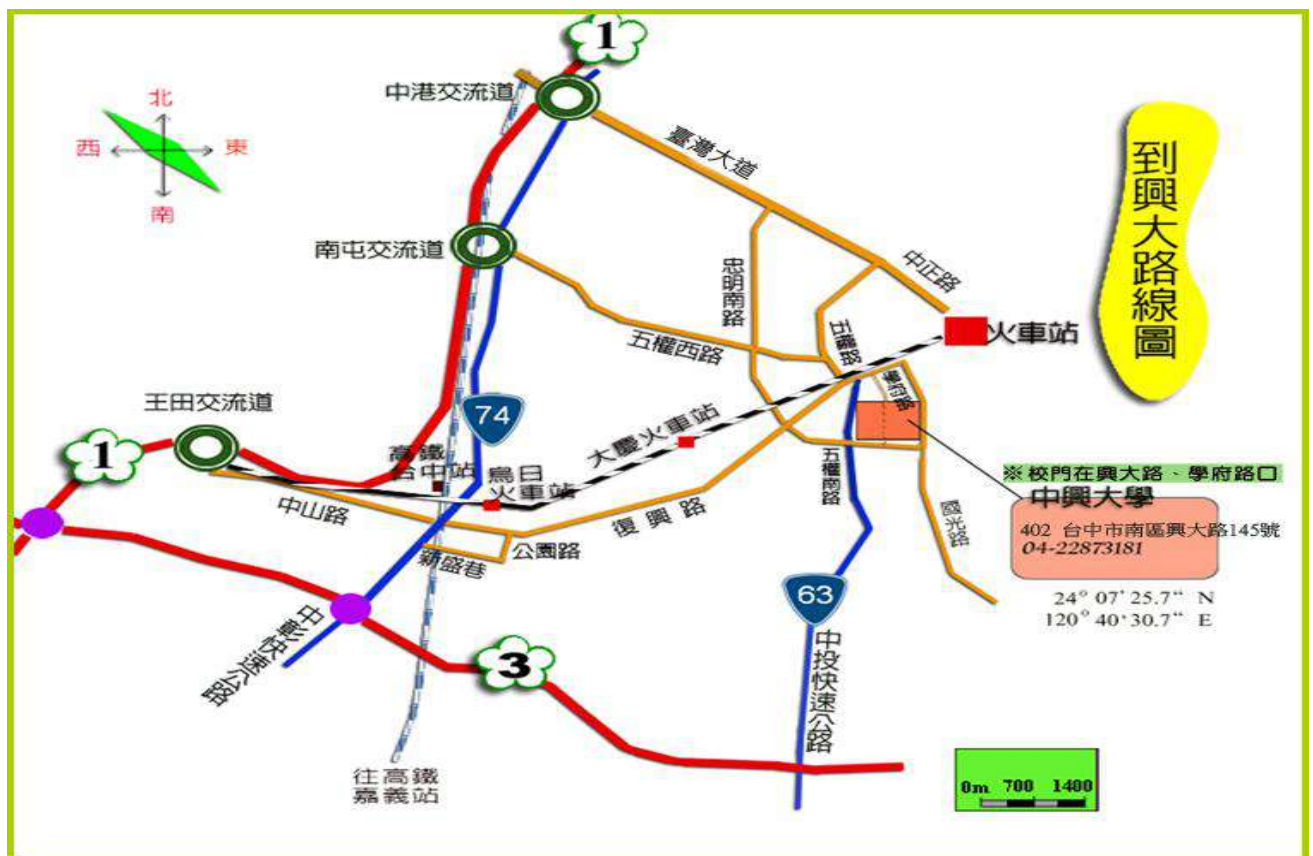 1
中港交流道
北
西
東
南
臺灣大道
到興大路線圖
南屯交流道
忠明南路
中正路
五權西路
五權路
火車站
學府路
王田交流道
74
1
高鐵
台中站
烏日
火車站
大慶火車站
五權南路
※校門在興大路、學府路口
中興大學
中山路
復興路
國光路
402 台中市南區興大路145號
04-22873181
新盛巷
公園路
63
24° 07' 25.7" N
120° 40' 30.7" E
中彰快速公路
3
中投快速公路
往高鐵
嘉義站
0m 700 1400